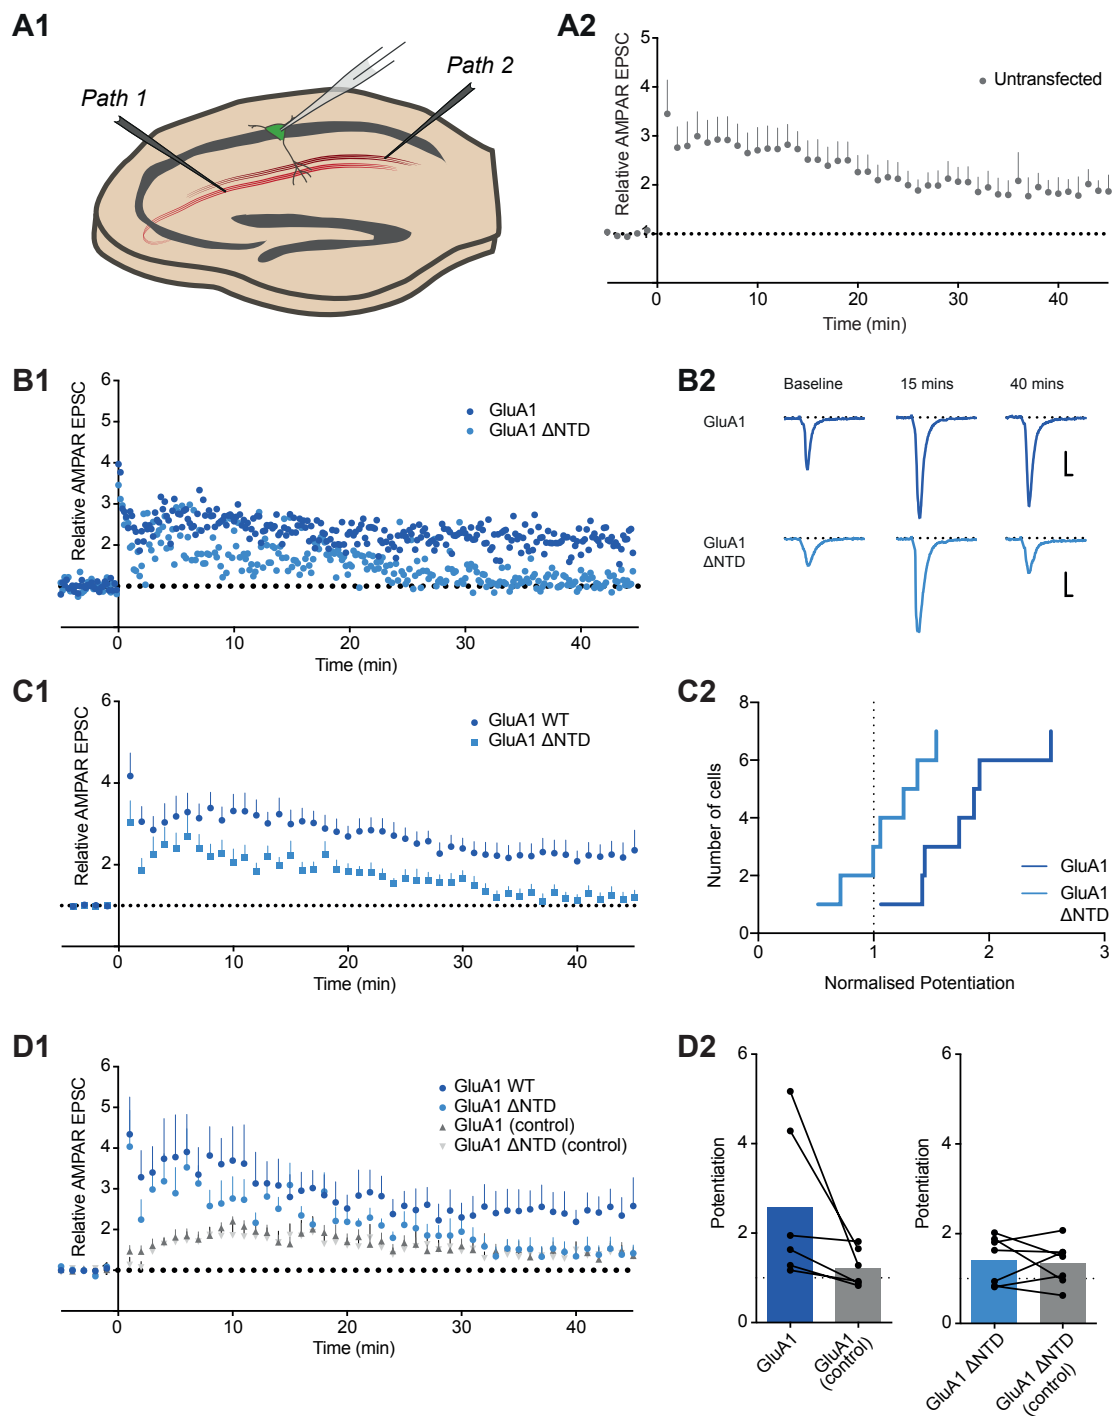 A1
Path 1
Path 2
A2
Relative AMPAR EPSC
5
4
3
2
1
Untransfected
0
10
20
30
40
Time (min)
B1
Relative AMPAR EPSC
6
5
4
3
2
GluA1
GluA1 ΔNTD
0
10
20
30
40
Time (min)
B2
Baseline
15 mins
40 mins
GluA1
GluA1
ΔNTD
C1
Relative AMPAR EPSC
6
4
2
GluA1 WT
GluA1 ΔNTD
0
10
20
30
40
Time (min)
C2
Number of cells
8
6
4
2
0
GluA1
GluA1
ΔNTD
0
1
2
3
Normalised Potentiation
D1
Relative AMPAR EPSC
6
5
4
3
2
1
GluA1 WT
GluA1 ΔNTD
GluA1 (control)
GluA1 ΔNTD (control)
0
10
20
30
40
Time (min)
D2
Potentiation
6
4
2
0
GluA1
GluA1
(control)
Potentiation
6
4
2
0
GluA1 ΔNTD
GluA1 ΔNTD
(control)